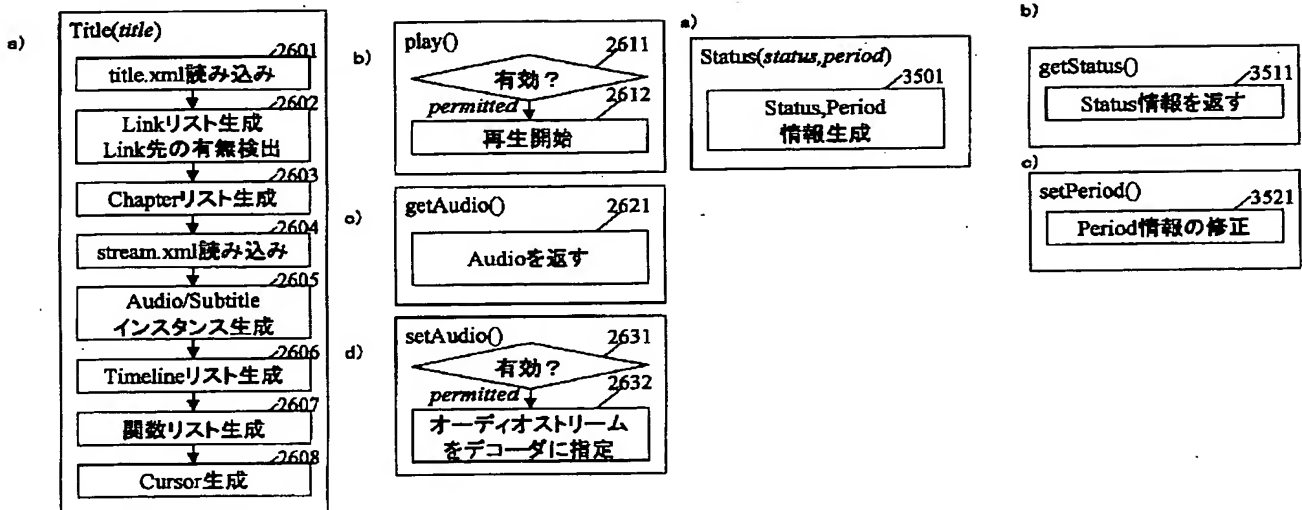 a)
Title(title)
2601
title.xml読み込み
2602
Linkリスト生成
Link先の有無検出
2603
Chapterリスト生成
2604
stream.xml読み込み
2605
Audio/Subtitle
インスタンス生成
2606
Timelineリスト生成
2607
関数リスト生成
2608
Cursor生成
b)
play()
2611
有効？
permitted
2612
再生開始
c)
getAudio()
2621
Audioを返す
d)
setAudio()
2631
有効？
permitted
2632
オーディオストリーム
をデコーダに指定
a)
Status(status,period)
3501
Status,Period
情報生成
b)
getStatus()
3511
Status情報を返す
c)
setPeriod()
3521
Period情報の修正